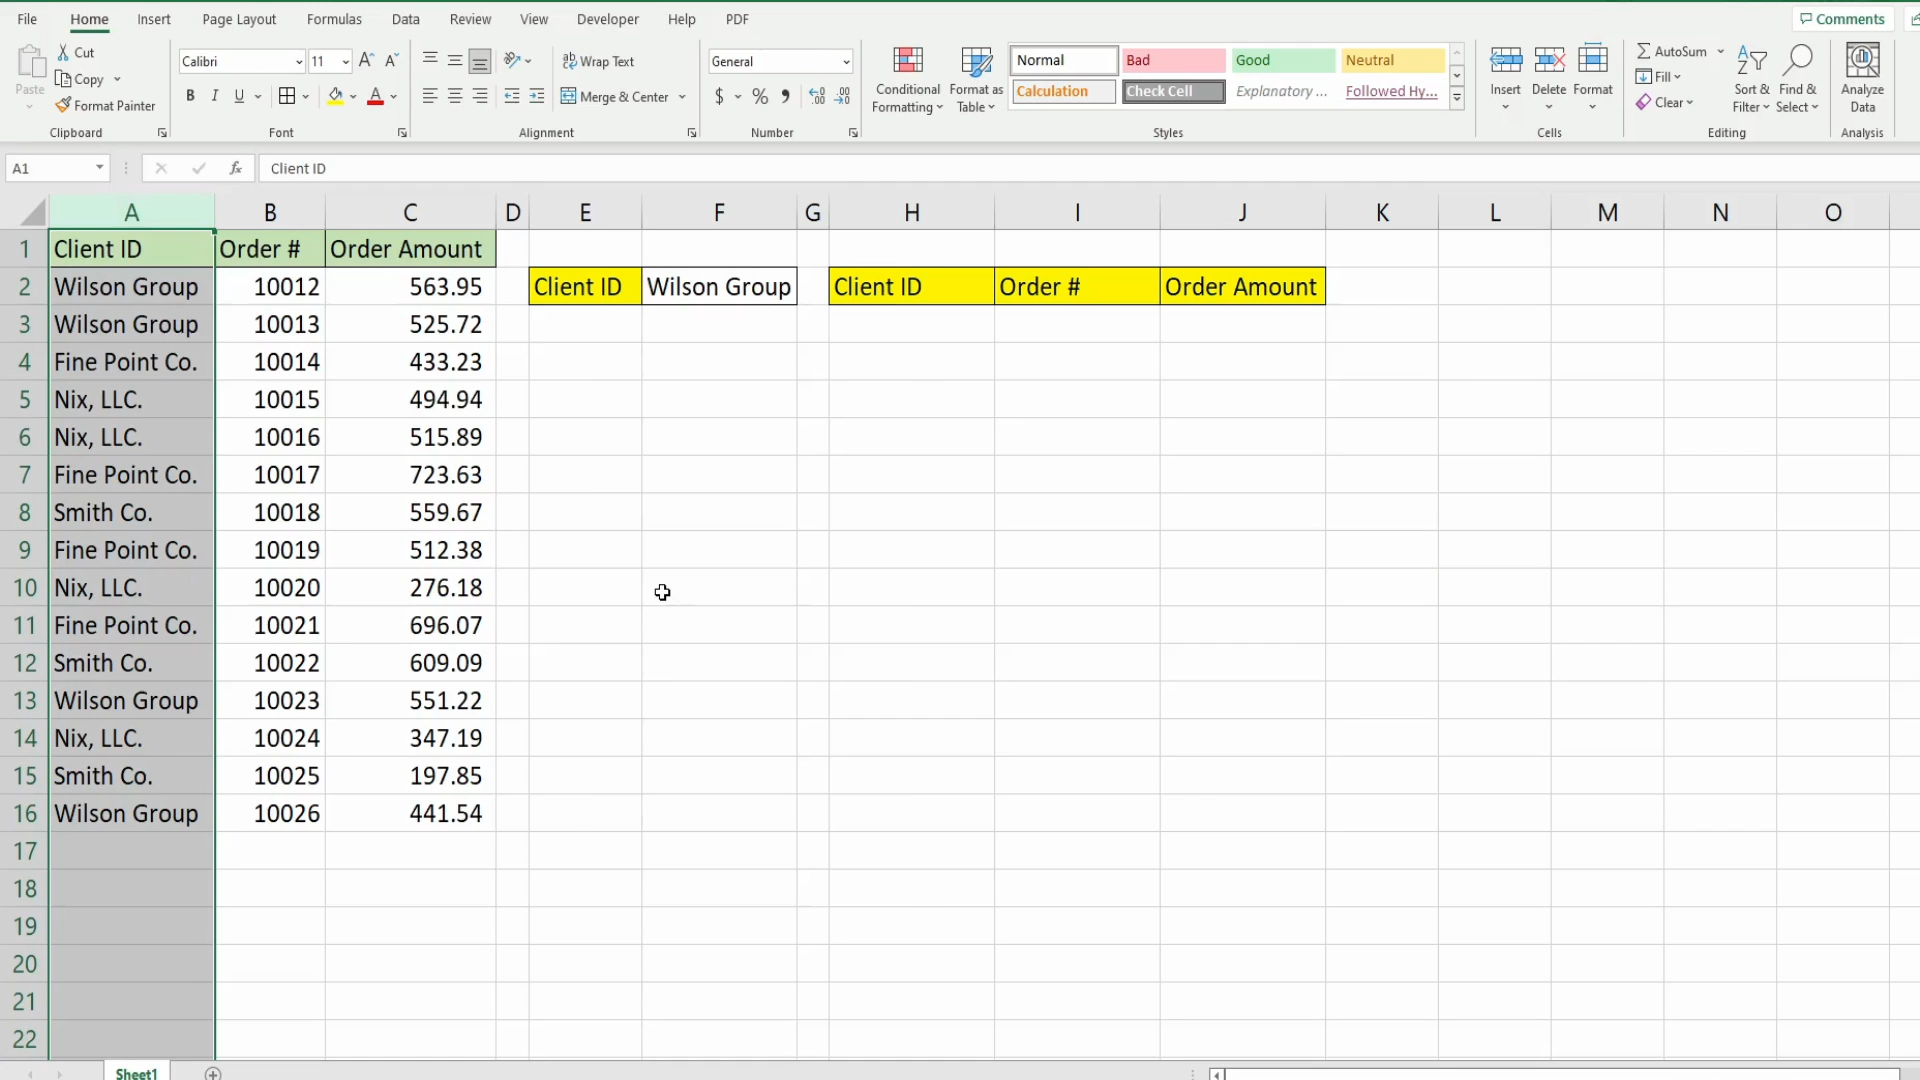 File Home Insert Page Layout Formulas Data Review View Developer Help PDF Comments
Paste Cut Copy Format Painter Clipboard
Calibri 11 A A B I U A Font
ab Wrap Text Merge & Center Alignment
General $ % 9 Number
Conditional Formatting Format as Table
Normal Bad Good Neutral
Calculation Check Cell Explanatory ... Followed Hy...
Styles
Insert Delete Format Cells
AutoSum Fill Clear Sort & Filter Find & Select Editing
Analyze Data Analysis
A1 fx Client ID
A B C D E F G H I J K L M N O
1 Client ID Order # Order Amount
2 Wilson Group 10012 563.95 Client ID Wilson Group Client ID Order # Order Amount
3 Wilson Group 10013 525.72
4 Fine Point Co. 10014 433.23
5 Nix, LLC. 10015 494.94
6 Nix, LLC. 10016 515.89
7 Fine Point Co. 10017 723.63
8 Smith Co. 10018 559.67
9 Fine Point Co. 10019 512.38
10 Nix, LLC. 10020 276.18
11 Fine Point Co. 10021 696.07
12 Smith Co. 10022 609.09
13 Wilson Group 10023 551.22
14 Nix, LLC. 10024 347.19
15 Smith Co. 10025 197.85
16 Wilson Group 10026 441.54
17
18
19
20
21
22
Sheet1